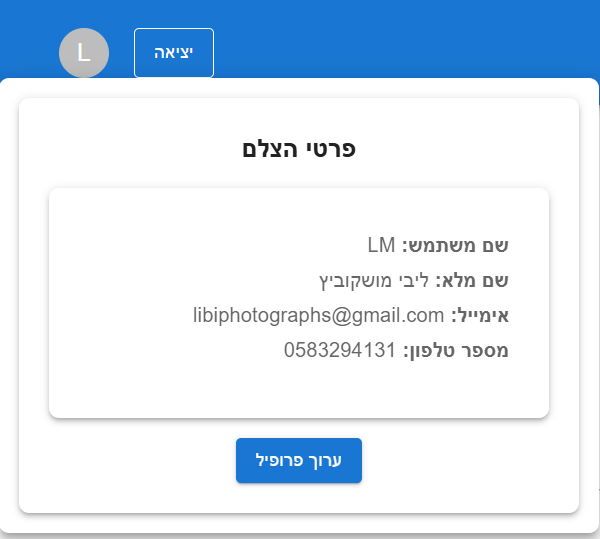 L
יציאה
פרטי הצלם
שם משתמש: LM
שם מלא: ליבי מושקוביץ
אימייל: libiphotographs@gmail.com
מספר טלפון: 0583294131
ערוך פרופיל